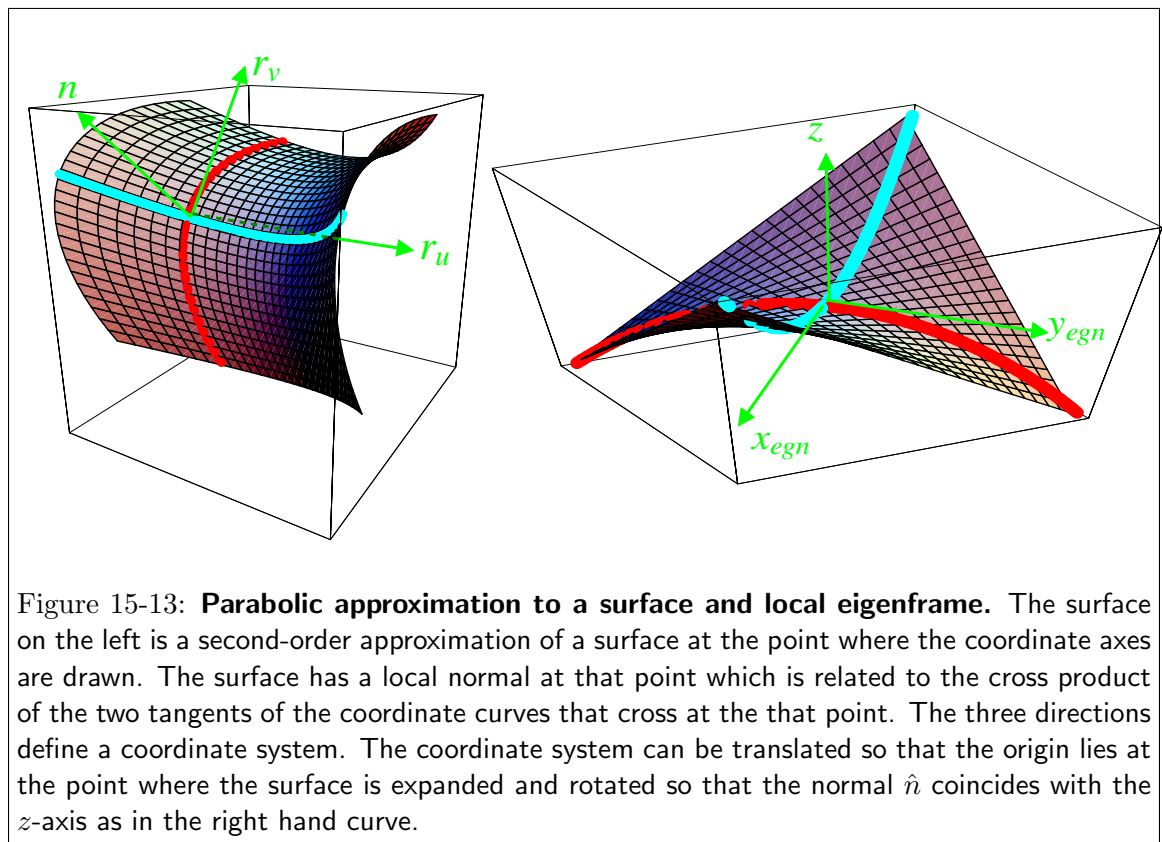 n
r_v
r_u
z
y_{egn}
x_{egn}
Figure 15-13: Parabolic approximation to a surface and local eigenframe. The surface
on the left is a second-order approximation of a surface at the point where the coordinate axes
are drawn. The surface has a local normal at that point which is related to the cross product
of the two tangents of the coordinate curves that cross at the that point. The three directions
define a coordinate system. The coordinate system can be translated so that the origin lies at
the point where the surface is expanded and rotated so that the normal n̂ coincides with the
z-axis as in the right hand curve.